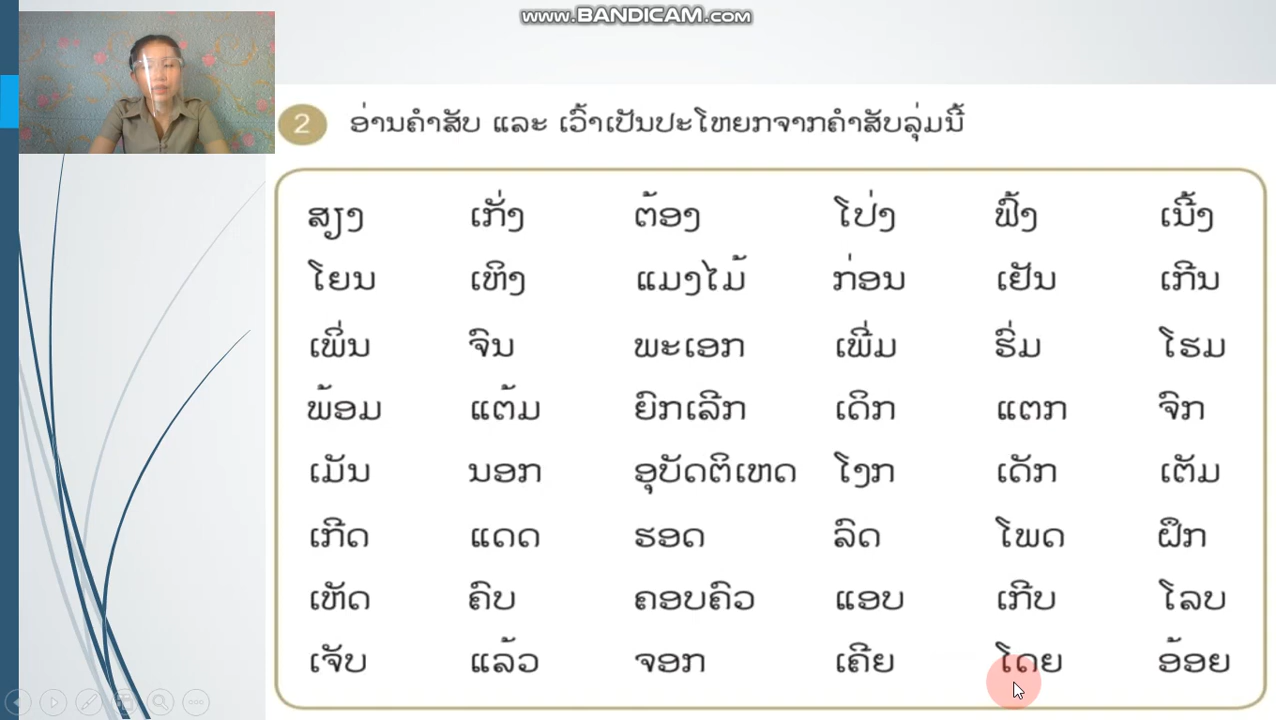 www.BANDICAM.com
2 ອ່ານຄຳສັບ ແລະ ເວົ້າເປັນປະໂຫຍກຈາກຄຳສັບລຸ່ມນີ້
ສຽງ ເກັ່ງ ຕ້ອງ ໂປ່ງ ຟົ້ງ ເນີ້ງ
ໂຍນ ເຫິງ ແມງໄມ້ ກ່ອນ ເຢັນ ເກີນ
ເພິ່ນ ຈົນ ພະເອກ ເພີ່ມ ຮົ່ມ ໂຮມ
ພ້ອມ ແຕ້ມ ຍົກເລີກ ເດິກ ແຕກ ຈົກ
ເມັນ ນອກ ອຸບັດຕິເຫດ ໂງກ ເດັກ ເຕັມ
ເກີດ ແດດ ຮອດ ລົດ ໂພດ ຝຶກ
ເຫັດ ຄົບ ຄອບຄົວ ແອບ ເກີບ ໂລບ
ເຈັບ ແລ້ວ ຈອກ ເຄີຍ ໂດຍ ອ້ອຍ